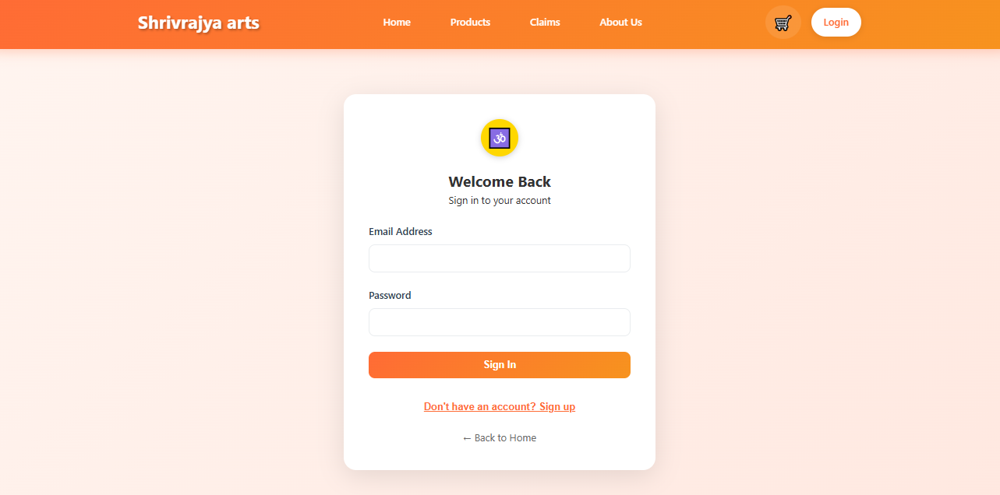 Shrivrajya arts
Home
Products
Claims
About Us
Login
ॐ
Welcome Back
Sign in to your account
Email Address
Password
Sign In
Don't have an account? Sign up
← Back to Home